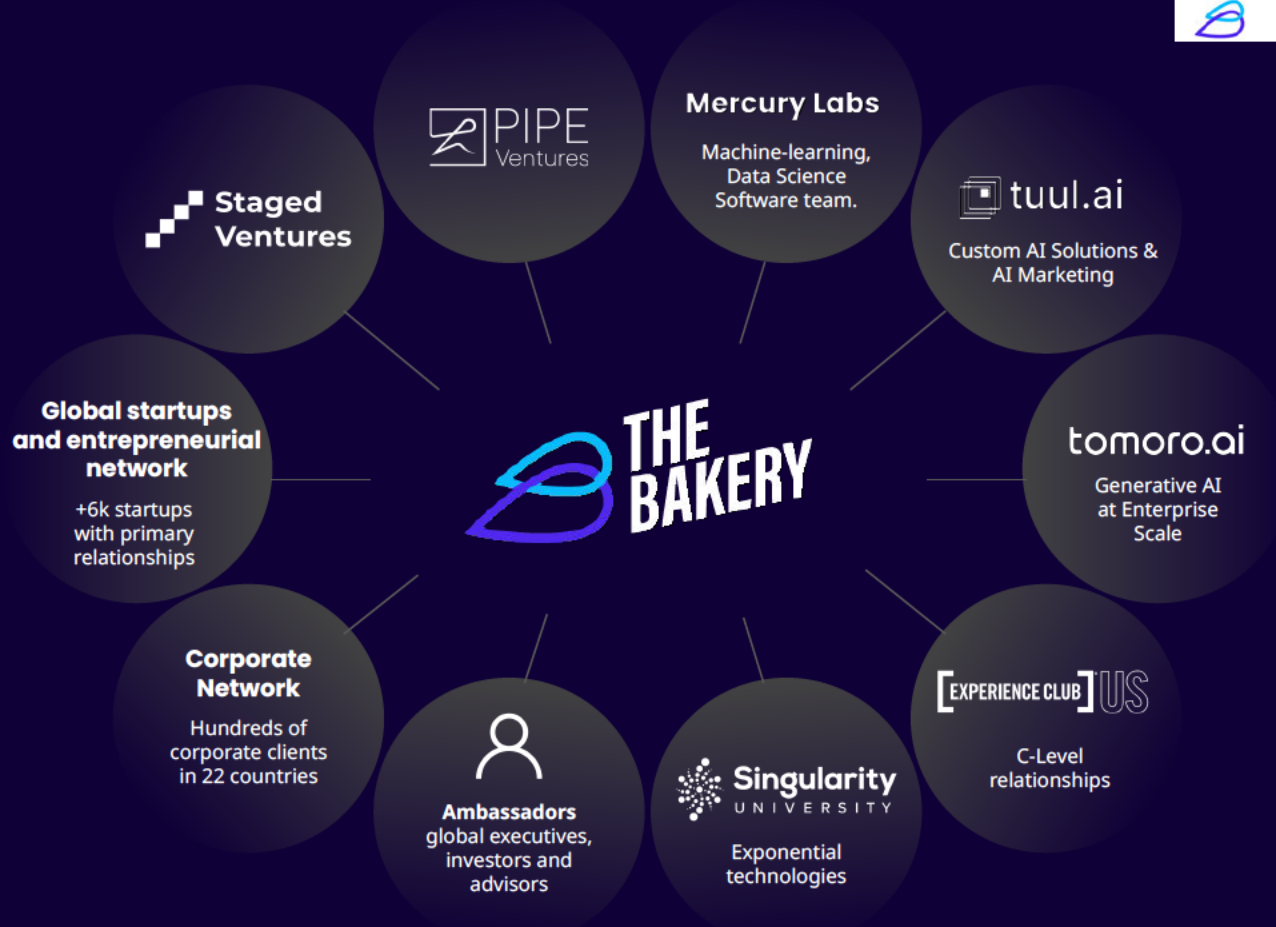 PIPE
Ventures
Mercury Labs
Machine-learning,
Data Science
Software team.
tuul.ai
Custom AI Solutions &
AI Marketing
Staged
Ventures
Global startups
and entrepreneurial
network
+6k startups
with primary
relationships
THE
BAKERY
tomoro.ai
Generative AI
at Enterprise
Scale
Corporate
Network
Hundreds of
corporate clients
in 22 countries
Ambassadors
global executives,
investors and
advisors
Singularity
UNIVERSITY
Exponential
technologies
[EXPERIENCE CLUB] US
C-Level
relationships